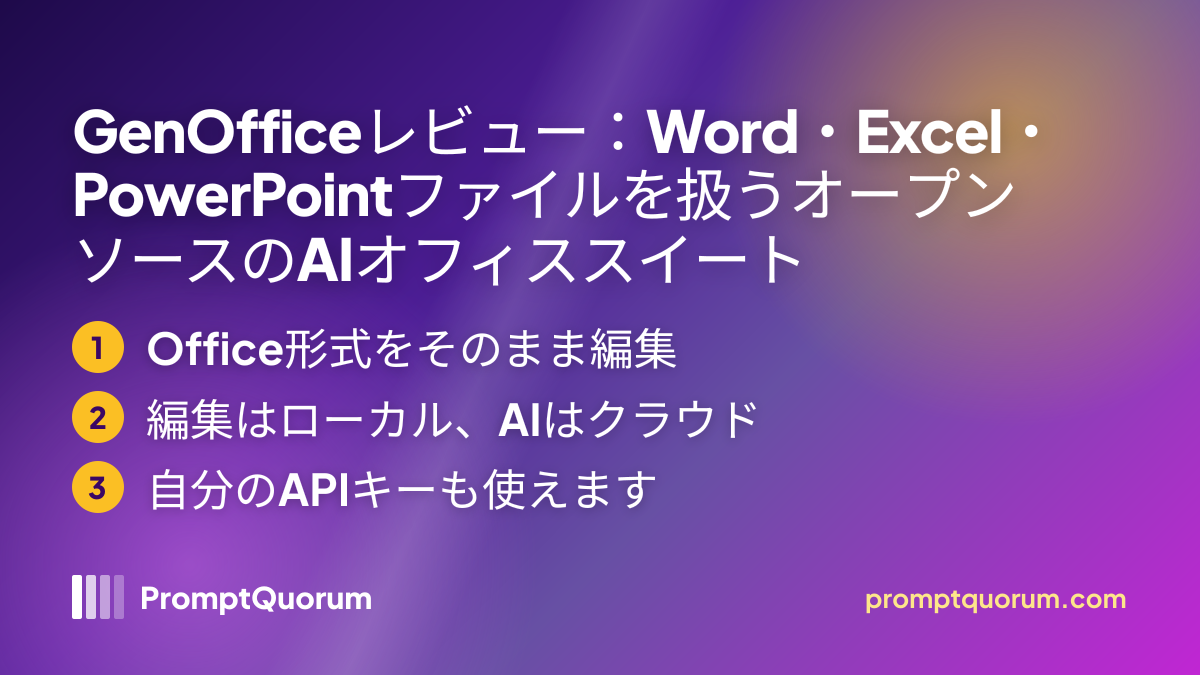 GenOfficeレビュー：Word・Excel・
PowerPointファイルを扱うオープン
ソースのAIオフィススイート
1 Office形式をそのまま編集
2 編集はローカル、AIはクラウド
3 自分のAPIキーも使えます
PromptQuorum
promptquorum.com